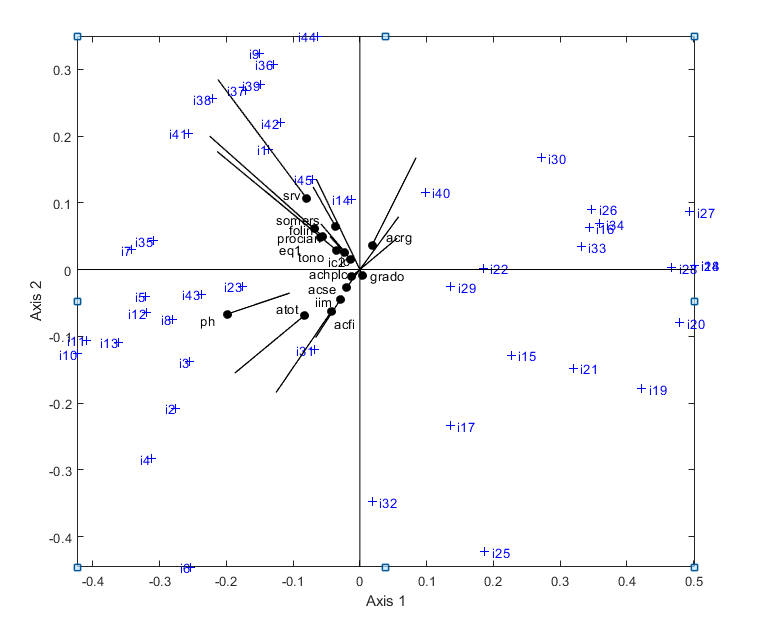 i44
i9
i36
0.3
i37
i39
i38
i42
0.2
i41
i1
i45
srv
i14
i40
i30
i26
i27
0.1
somers
folin
i34
i16
i35
procian
acrg
i33
i7
eq1
tono
ic2
0
achplc
grado
i22
i28
i23
acse
i29
i5
i43
iim
i12
i8
atot
ph
acfi
i20
-0.1
i11
i13
i10
i31
i15
i3
i21
i19
-0.2
i2
i17
i4
-0.3
i32
-0.4
i25
i6
-0.4
-0.3
-0.2
-0.1
0
0.1
0.2
0.3
0.4
0.5
Axis 1
Axis 2